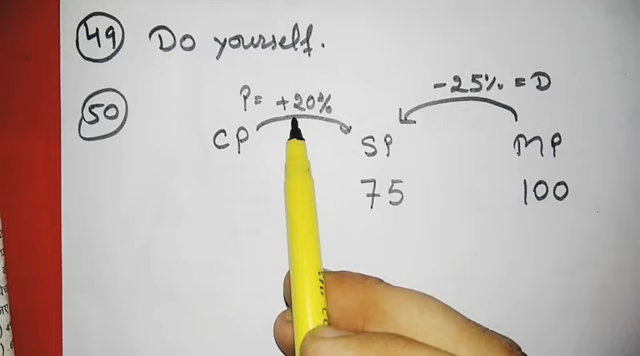 49 Do yourself.
-25% = D
P= +20%
50
CP SP MP
75 100